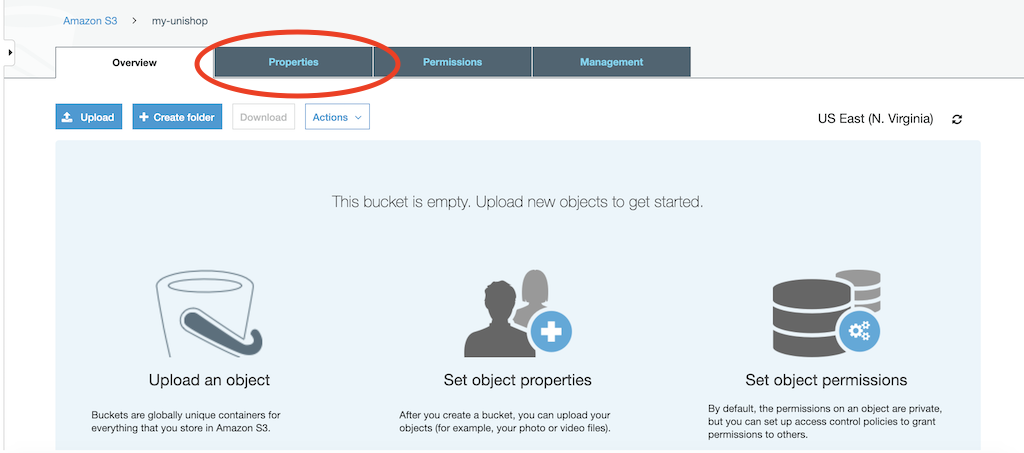 Amazon S3 > my-unishop
Overview Properties Permissions Management
Upload Create folder Download Actions
US East (N. Virginia)
This bucket is empty. Upload new objects to get started.
Upload an object
Buckets are globally unique containers for
everything that you store in Amazon S3.
Set object properties
After you create a bucket, you can upload your
objects (for example, your photo or video files).
Set object permissions
By default, the permissions on an object are private,
but you can set up access control policies to grant
permissions to others.